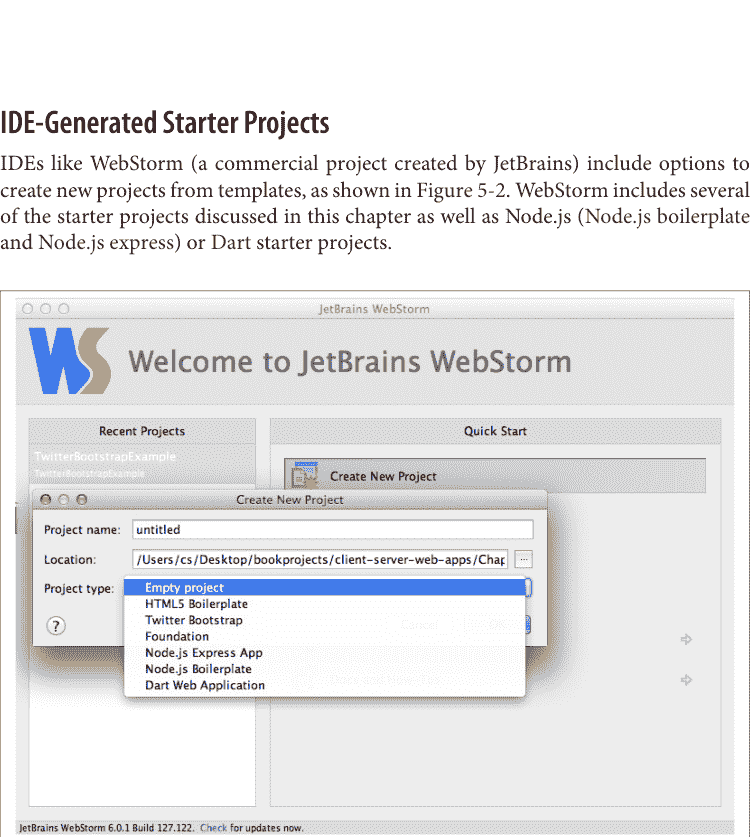 IDE-Generated Starter Projects
IDEs like WebStorm (a commercial project created by JetBrains) include options to
create new projects from templates, as shown in Figure 5-2. WebStorm includes several
of the starter projects discussed in this chapter as well as Node.js (Node.js boilerplate
and Node.js express) or Dart starter projects.
JetBrains WebStorm
WS
Welcome to JetBrains WebStorm
Recent Projects
Quick Start
TwitterBootstrapExample
TwitterBootstrapExample
Create New Project
Create New Project
Project name: untitled
Location: /Users/cs/Desktop/bookprojects/client-server-web-apps/Chap ...
Project type: Empty project
HTML5 Boilerplate
Twitter Bootstrap
?
Cancel
Foundation
Node.js Express App
Node.js Boilerplate
Dart Web Application
JetBrains WebStorm 6.0.1 Build 127.122. Check for updates now.